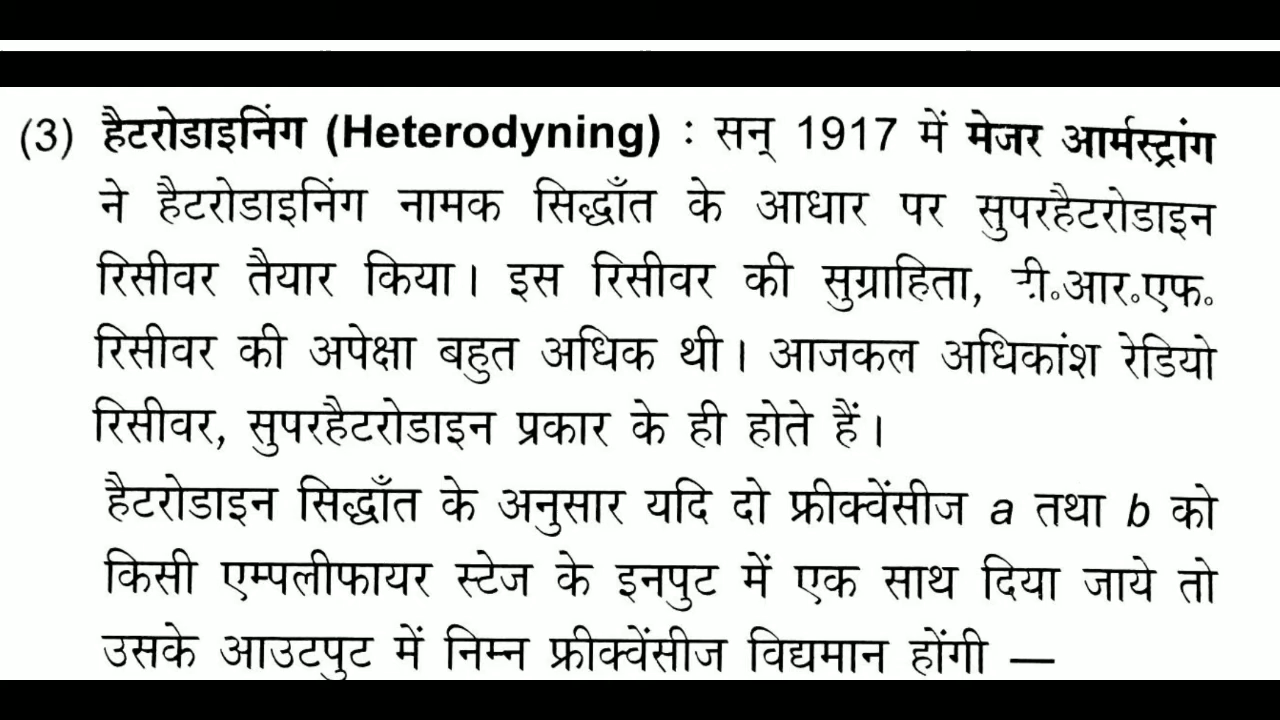 (3) हैटरोडाइनिंग (Heterodyning) : सन् 1917 में मेजर आर्मस्ट्रांग
ने हैटरोडाइनिंग नामक सिद्धाँत के आधार पर सुपरहैटरोडाइन
रिसीवर तैयार किया। इस रिसीवर की सुग्राहिता, टी॰आर॰एफ॰
रिसीवर की अपेक्षा बहुत अधिक थी। आजकल अधिकांश रेडियो
रिसीवर, सुपरहैटरोडाइन प्रकार के ही होते हैं।
हैटरोडाइन सिद्धाँत के अनुसार यदि दो फ्रीक्वेंसीज a तथा b को
किसी एम्पलीफायर स्टेज के इनपुट में एक साथ दिया जाये तो
उसके आउटपुट में निम्न फ्रीक्वेंसीज विद्यमान होंगी —